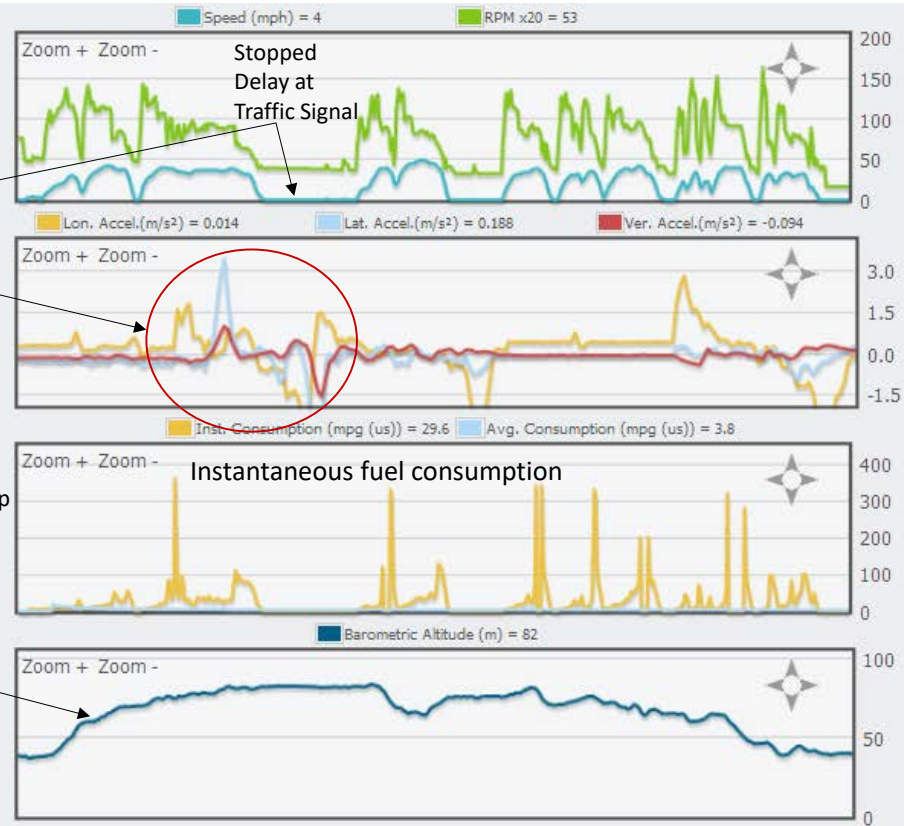 Speed (mph) = 4 RPM x20 = 53
Zoom + Zoom -
Stopped
Delay at
Traffic Signal
200
150
100
50
0
Lon. Accel.(m/s²) = 0.014 Lat. Accel.(m/s²) = 0.188 Ver. Accel.(m/s²) = -0.094
Zoom + Zoom -
3.0
1.5
0.0
-1.5
Inst. Consumption (mpg (us)) = 29.6 Avg. Consumption (mpg (us)) = 3.8
Zoom + Zoom -
Instantaneous fuel consumption
p
400
300
200
100
0
Barometric Altitude (m) = 82
Zoom + Zoom -
100
50
0